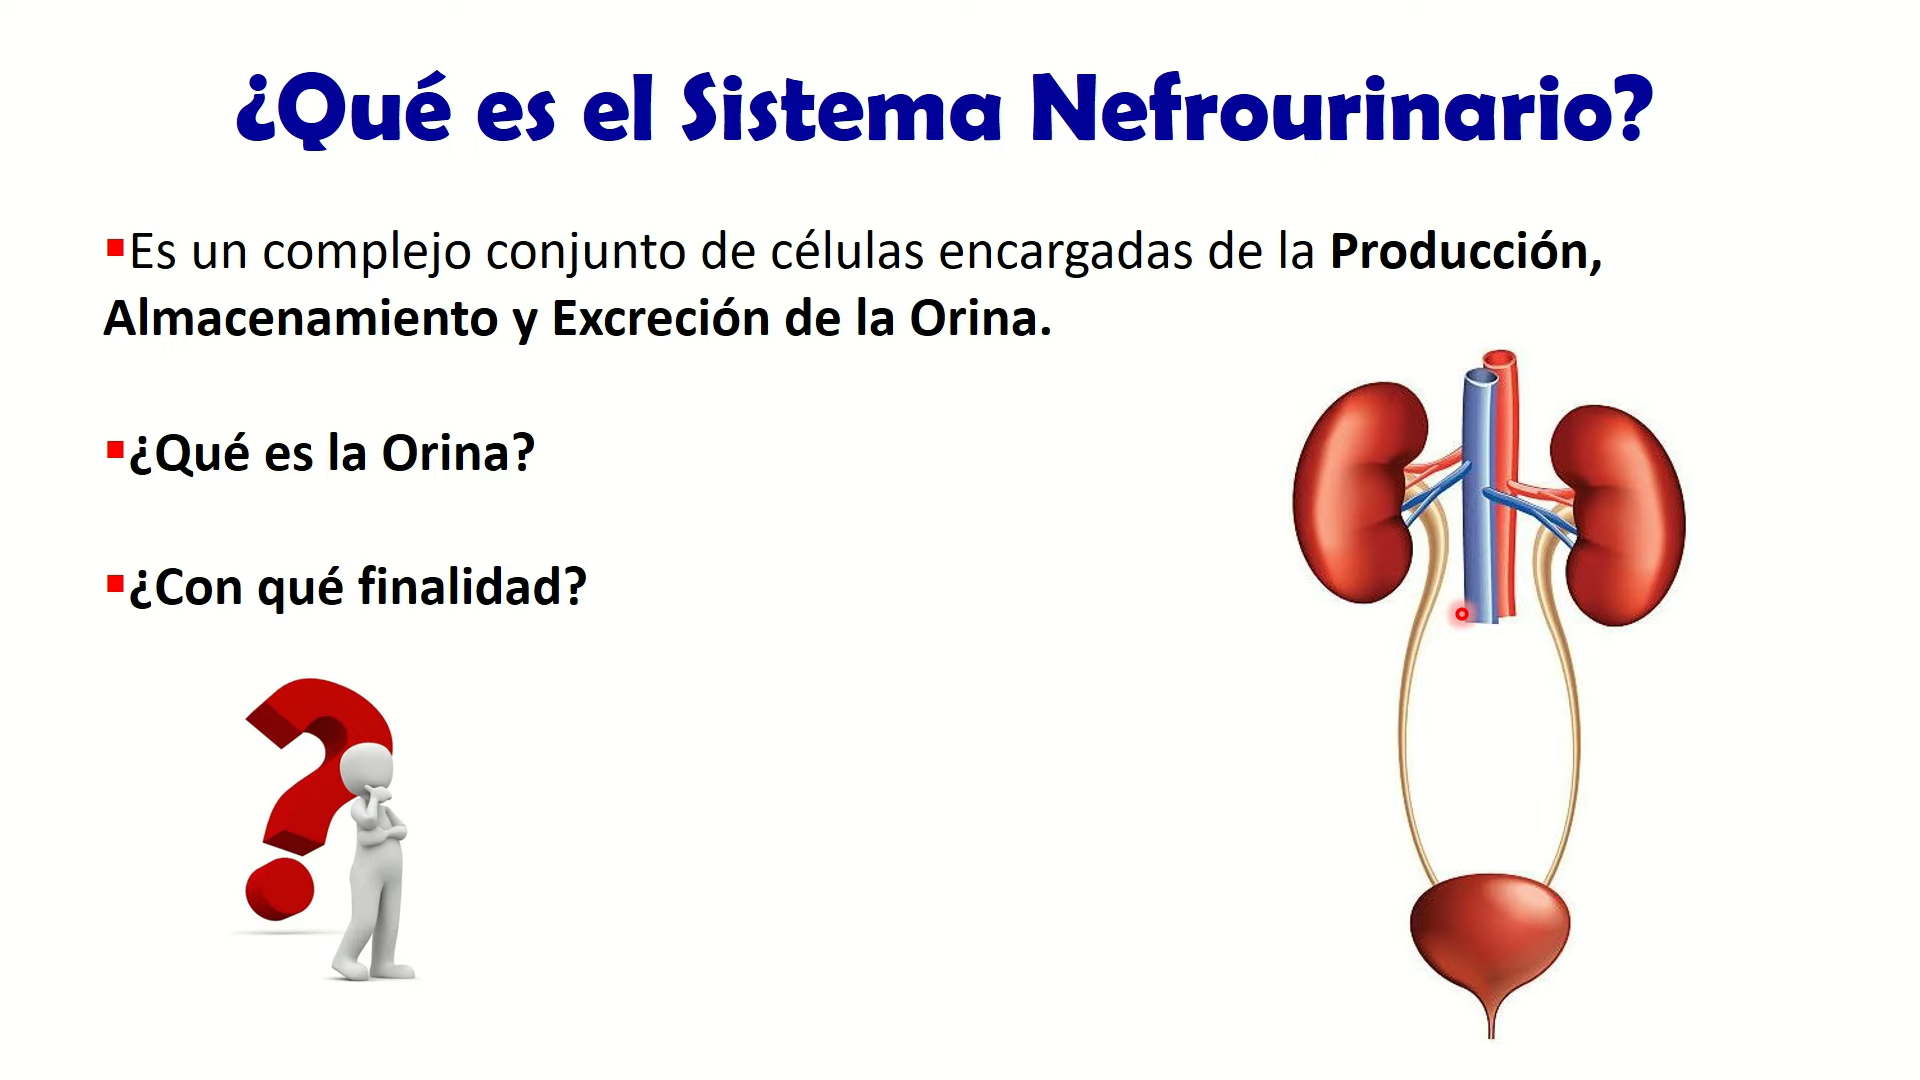 ¿Qué es el Sistema Nefrourinario?
▪Es un complejo conjunto de células encargadas de la Producción,
Almacenamiento y Excreción de la Orina.
▪¿Qué es la Orina?
▪¿Con qué finalidad?